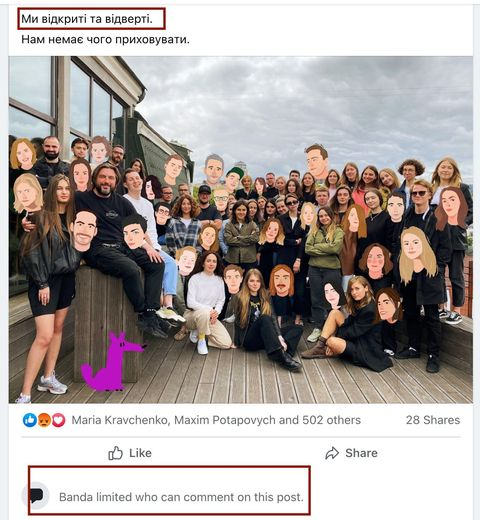 Ми відкриті та відверті.
Нам немає чого приховувати.
Maria Kravchenko, Maxim Potapovych and 502 others
28 Shares
Like
Share
Banda limited who can comment on this post.